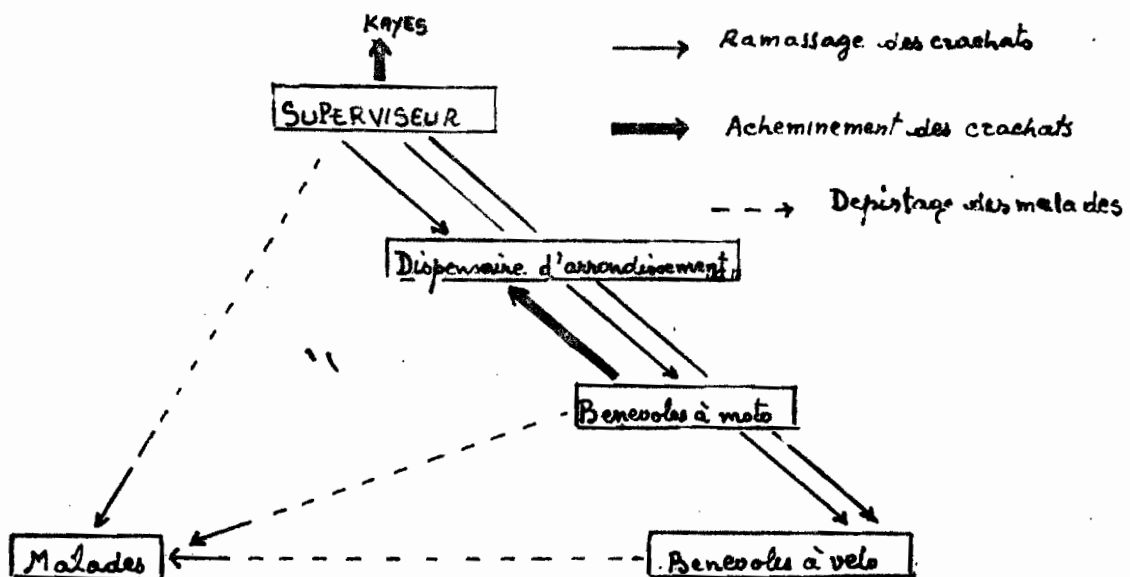 KAYES
Ramassage des crachats
SUPERVISEUR
Acheminement des crachats
Depistage des malades
Dispensaire d'arrondissement
Benevoles à moto
Malades
Benevoles à velo